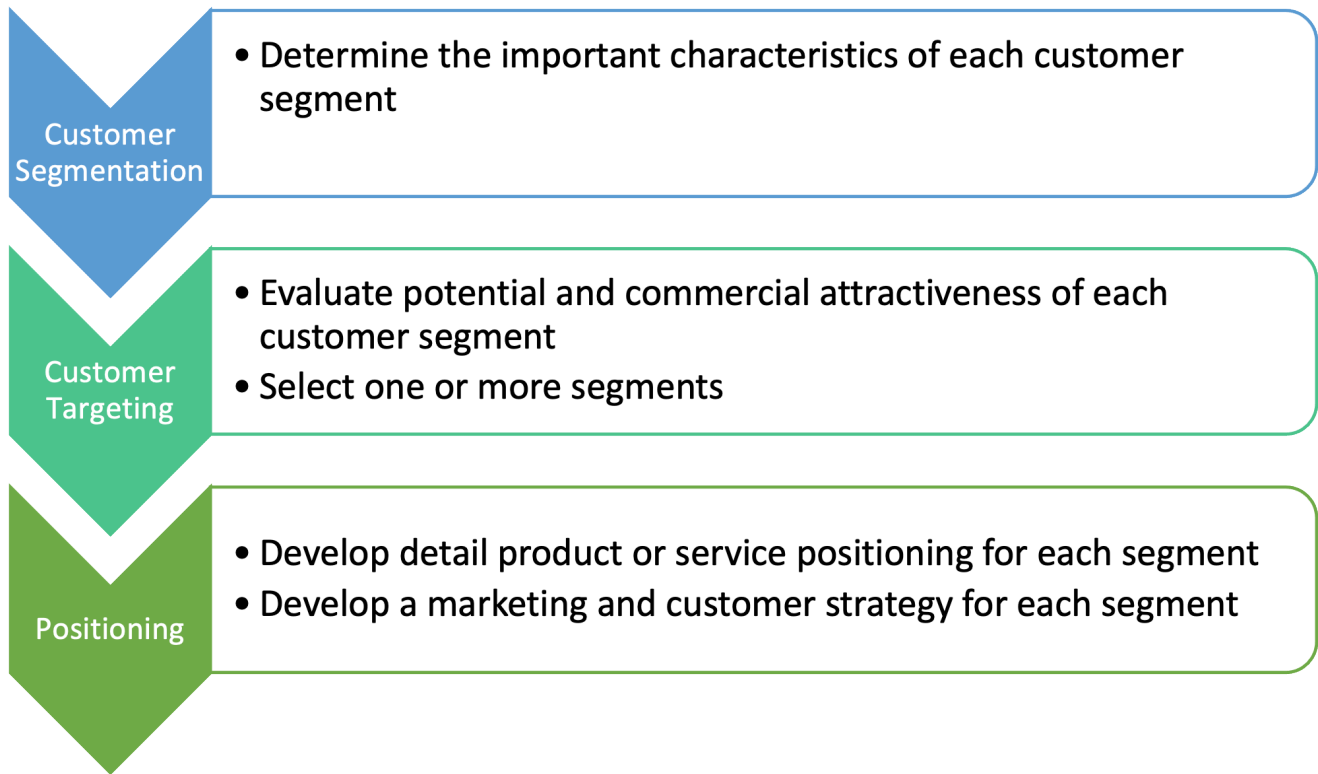 Customer
Segmentation
• Determine the important characteristics of each customer
segment
Customer
Targeting
• Evaluate potential and commercial attractiveness of each
customer segment
• Select one or more segments
Positioning
• Develop detail product or service positioning for each segment
• Develop a marketing and customer strategy for each segment